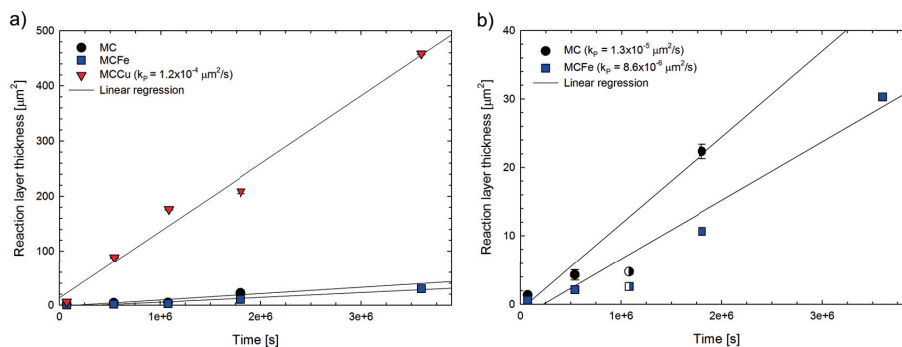 a)
Reaction layer thickness [µm²]
500
400
300
200
100
0
MC
MCFe
MCCu (kₚ = 1.2x10⁻⁴ µm²/s)
Linear regression
0
1e+6
2e+6
3e+6
Time [s]
b)
Reaction layer thickness [µm²]
40
30
20
10
0
MC (kₚ = 1.3x10⁻⁵ µm²/s)
MCFe (kₚ = 8.6x10⁻⁶ µm²/s)
Linear regression
0
1e+6
2e+6
3e+6
Time [s]